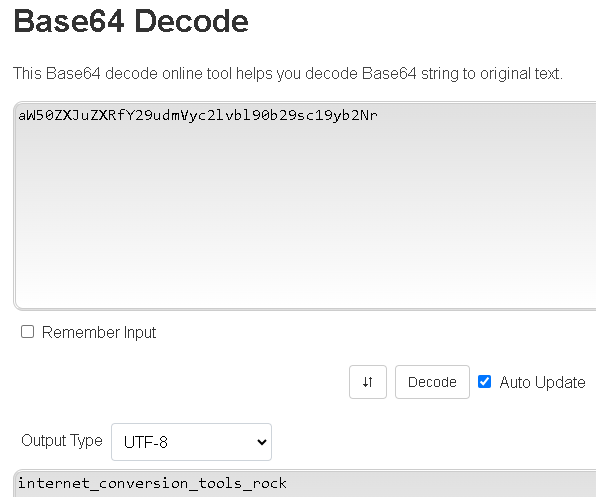 Base64 Decode
This Base64 decode online tool helps you decode Base64 string to original text.
aW50ZXJuZXRfY29udmVyc2lvbl90b29sc19yb2Nr
Remember Input
Decode
Auto Update
Output Type
UTF-8
internet_conversion_tools_rock